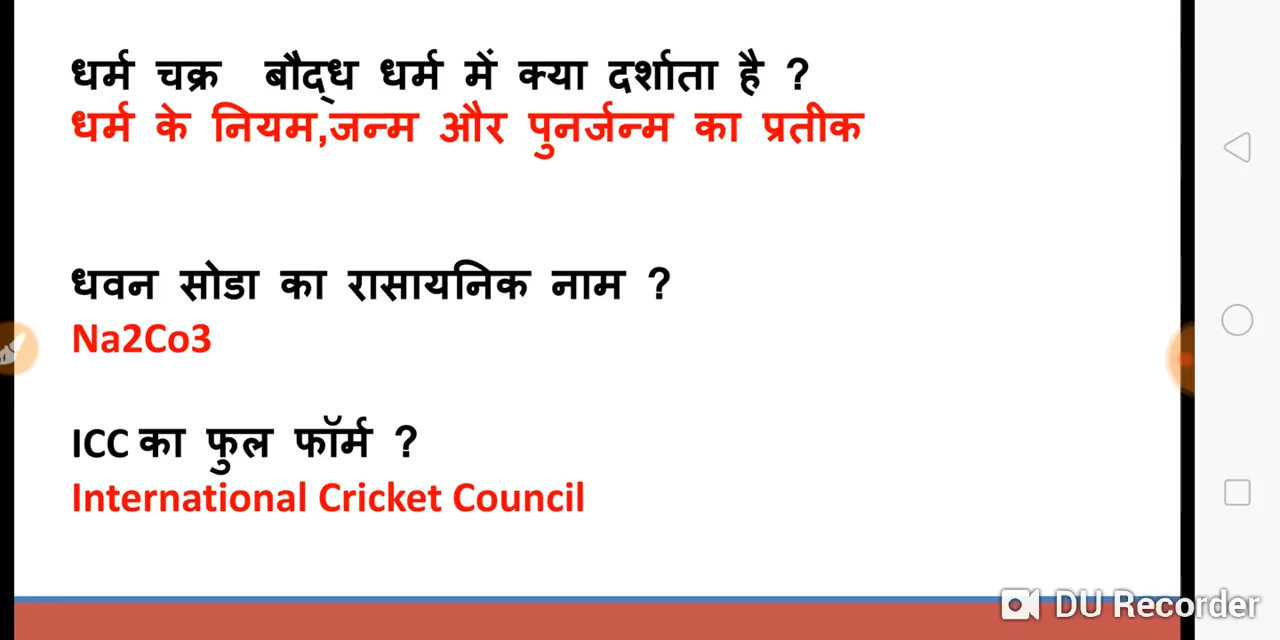 धर्म चक्र बौद्ध धर्म में क्या दर्शाता है ?
धर्म के नियम,जन्म और पुनर्जन्म का प्रतीक
धवन सोडा का रासायनिक नाम ?
Na2Co3
ICC का फुल फॉर्म ?
International Cricket Council
DU Recorder